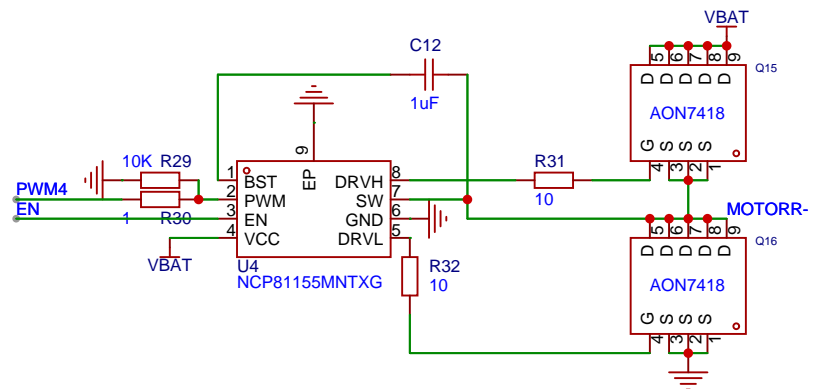 VBAT
C12
1uF
5 6 7 8 9
D D D D D
Q15
AON7418
G S S S
4 3 2 1
9
EP
10K R29
PWM4
EN
1 R30
1 BST
2 PWM
3 EN
4 VCC
DRVH 8
SW 7
GND 6
DRVL 5
VBAT
U4
NCP81155MNTXG
R31
10
R32
10
MOTORR-
5 6 7 8 9
D D D D D
Q16
AON7418
G S S S
4 3 2 1